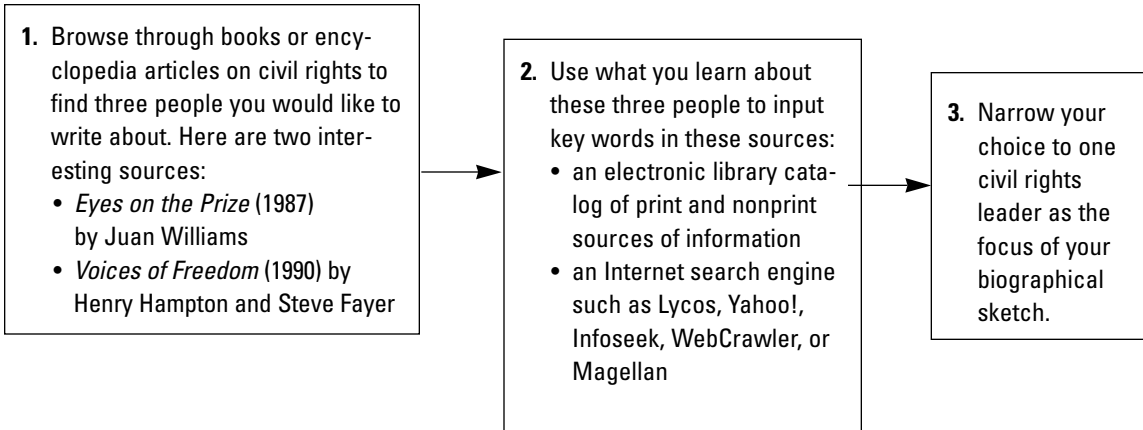 1. Browse through books or ency-
clopedia articles on civil rights to
find three people you would like to
write about. Here are two inter-
esting sources:
• Eyes on the Prize (1987)
by Juan Williams
• Voices of Freedom (1990) by
Henry Hampton and Steve Fayer
2. Use what you learn about
these three people to input
key words in these sources:
• an electronic library cata-
log of print and nonprint
sources of information
• an Internet search engine
such as Lycos, Yahoo!,
Infoseek, WebCrawler, or
Magellan
3. Narrow your
choice to one
civil rights
leader as the
focus of your
biographical
sketch.